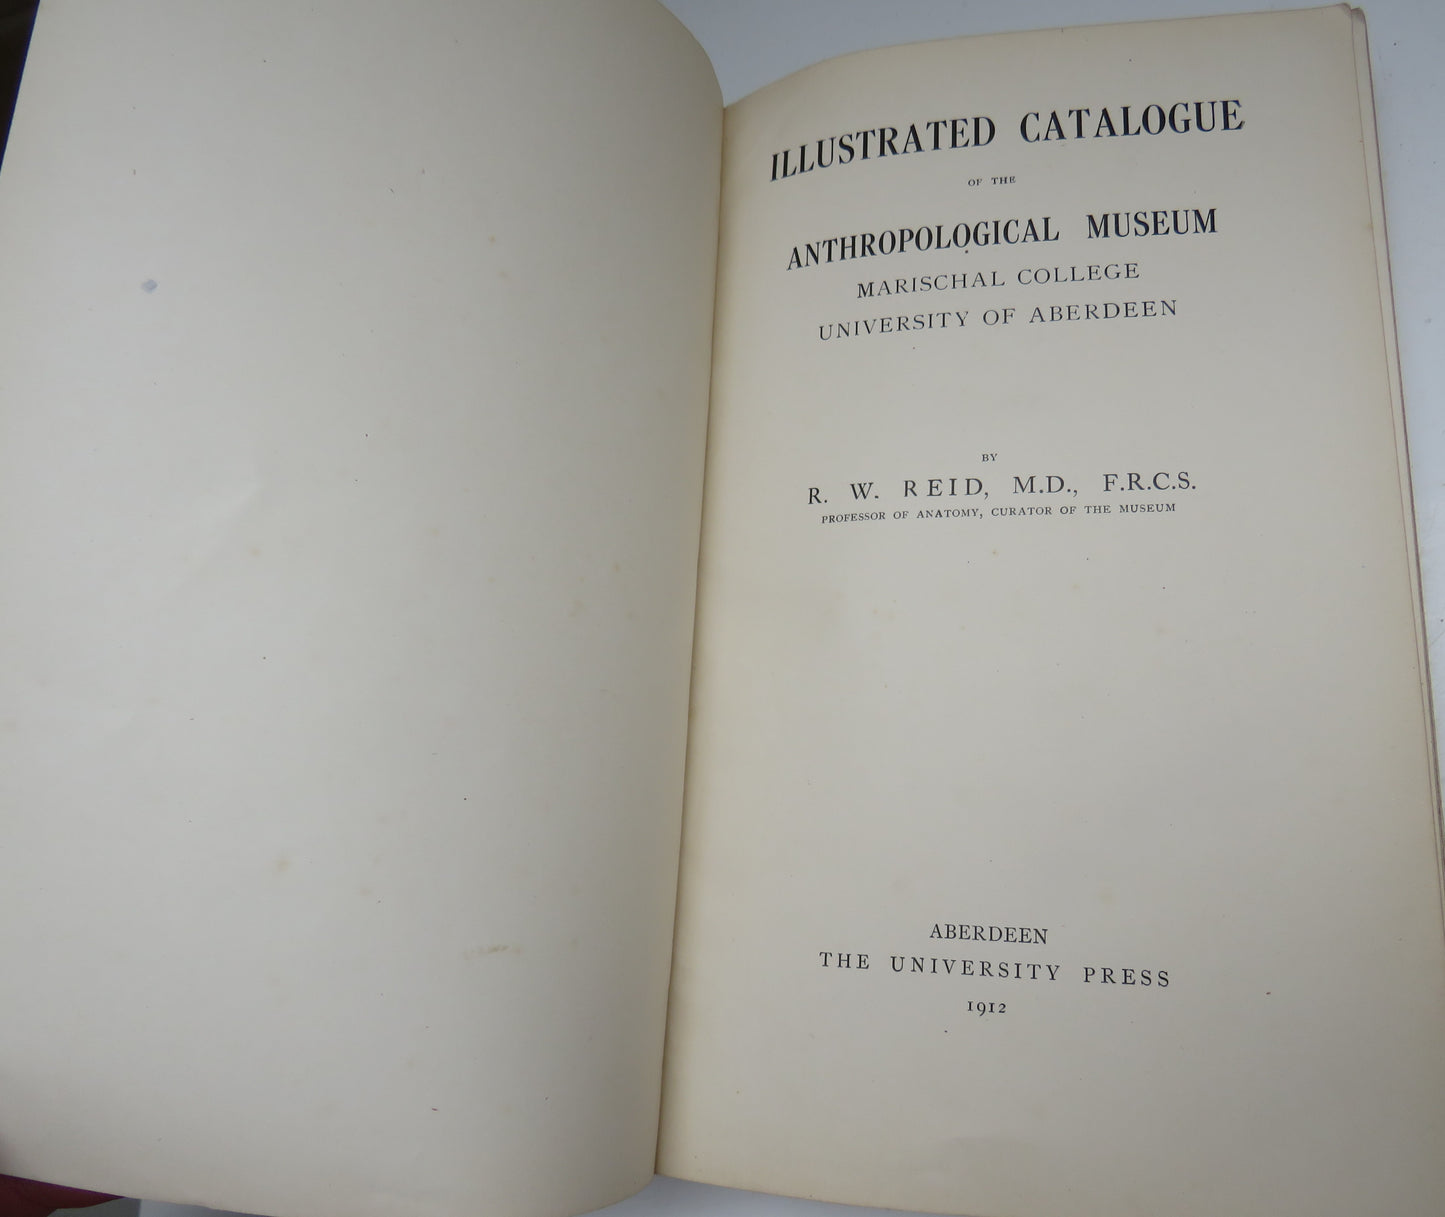 ILLUSTRATED CATALOGUE
OF THE
ANTHROPOLOGICAL MUSEUM
MARISCHAL COLLEGE
UNIVERSITY OF ABERDEEN
BY
R. W. REID, M.D., F.R.C.S.
PROFESSOR OF ANATOMY, CURATOR OF THE MUSEUM
ABERDEEN
THE UNIVERSITY PRESS
1912